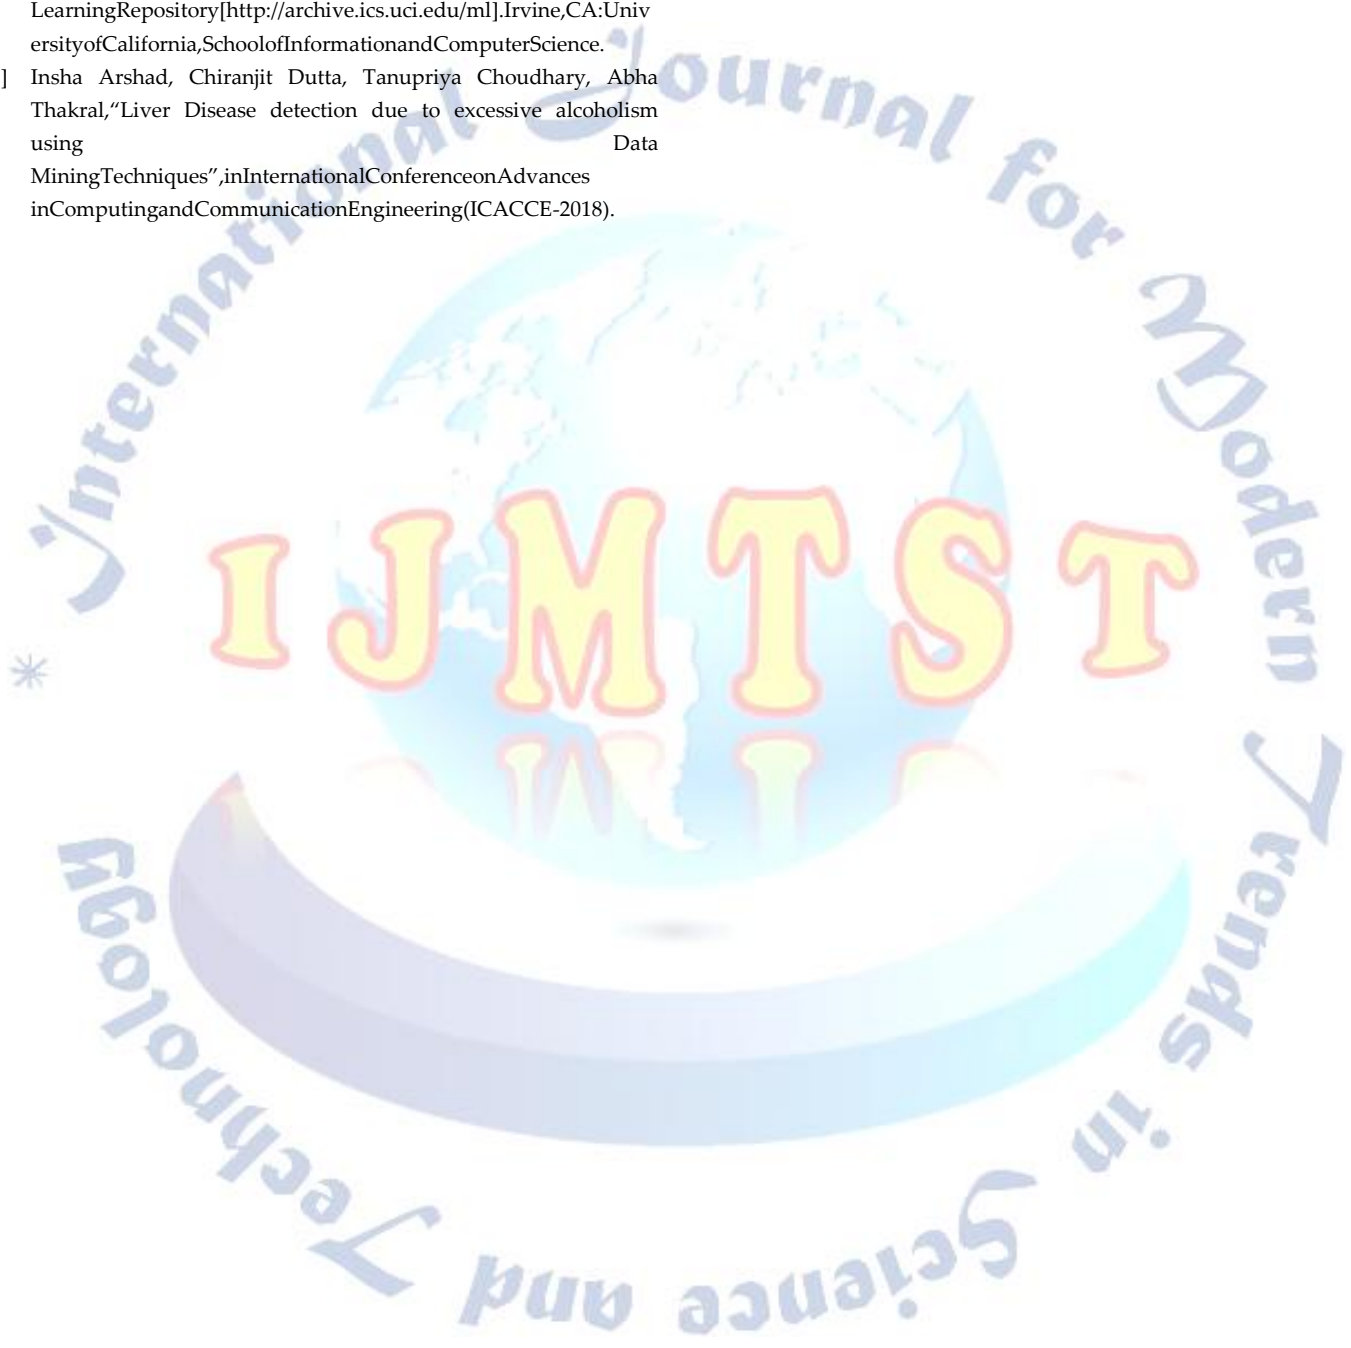 LearningRepository[http://archive.ics.uci.edu/ml].Irvine,CA:Univ
ersityofCalifornia,SchoolofInformationandComputerScience.
] Insha Arshad, Chiranjit Dutta, Tanupriya Choudhary, Abha
Thakral,“Liver Disease detection due to excessive alcoholism
using Data
MiningTechniques”,inInternationalConferenceonAdvances
inComputingandCommunicationEngineering(ICACCE-2018).
International Journal for Modern Trends in Science and Technology
IJMTST
*